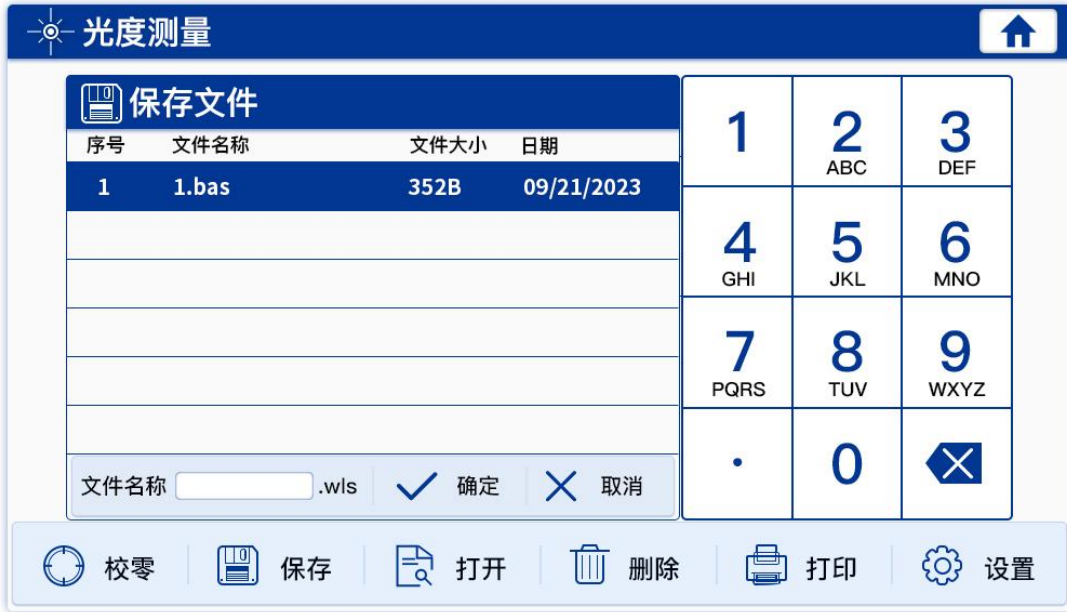 光度测量
保存文件
序号 文件名称 文件大小 日期
1 1.bas 352B 09/21/2023
文件名称 .wls 确定 取消
1 2 3
ABC DEF
4 5 6
GHI JKL MNO
7 8 9
PQRS TUV WXYZ
· 0
校零 保存 打开 删除 打印 设置